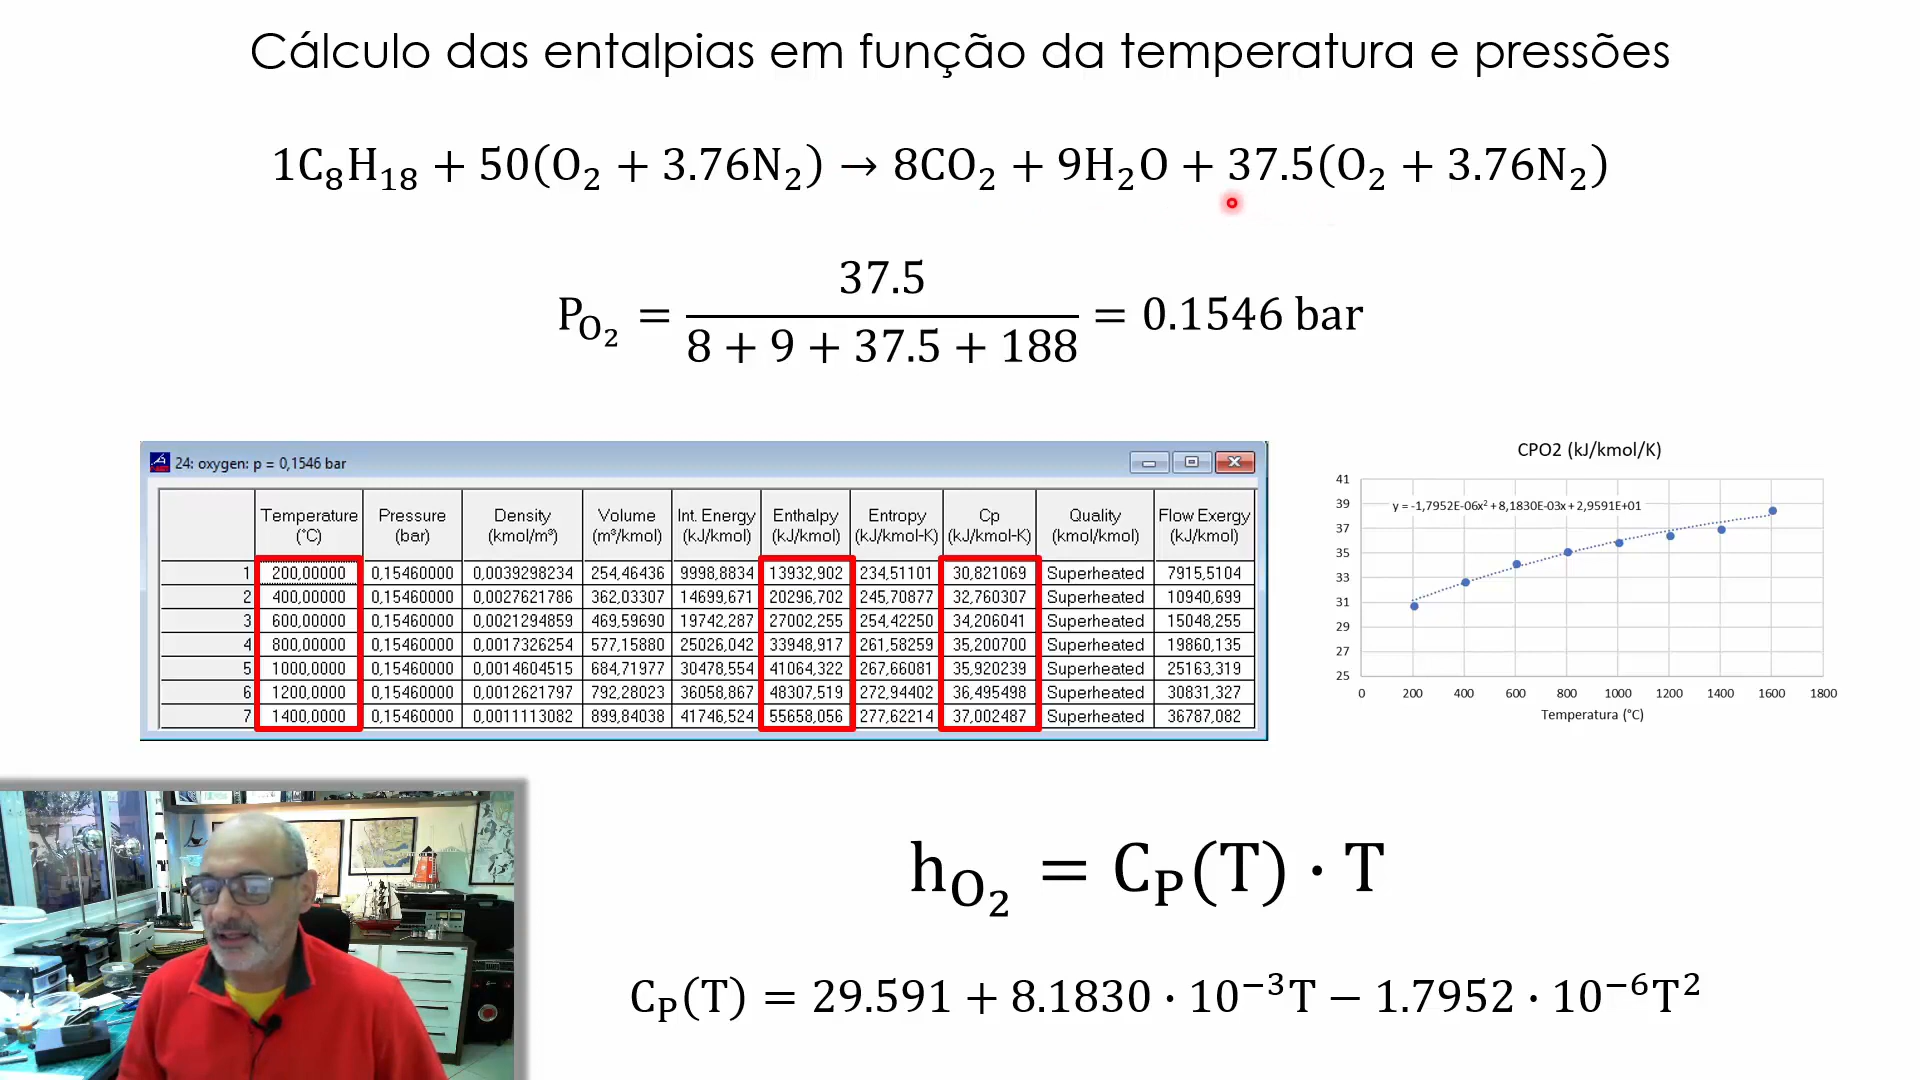 Cálculo das entalpias em função da temperatura e pressões
1C₈H₁₈ + 50(O₂ + 3.76N₂) → 8CO₂ + 9H₂O + 37.5(O₂ + 3.76N₂)
P_O₂ = 37.5 / (8 + 9 + 37.5 + 188) = 0.1546 bar
24: oxygen: p = 0,1546 bar
Temperature (°C) Pressure (bar) Density (kmol/m³) Volume (m³/kmol) Int. Energy (kJ/kmol) Enthalpy (kJ/kmol) Entropy (kJ/kmol-K) Cp (kJ/kmol-K) Quality (kmol/kmol) Flow Exergy (kJ/kmol)
1 200,00000 0,15460000 0,0039298234 254,46436 9998,8834 13932,902 234,51101 30,821069 Superheated 7915,5104
2 400,00000 0,15460000 0,0027621786 362,03307 14699,671 20296,702 245,70877 32,760307 Superheated 10940,699
3 600,00000 0,15460000 0,0021294859 469,59690 19742,287 27002,255 254,42250 34,206041 Superheated 15048,255
4 800,00000 0,15460000 0,0017326254 577,15880 25026,042 33948,917 261,58259 35,200700 Superheated 19860,135
5 1000,0000 0,15460000 0,0014604515 684,71977 30478,554 41064,322 267,66081 35,920239 Superheated 25163,319
6 1200,0000 0,15460000 0,0012621797 792,28023 36058,867 48307,519 272,94402 36,495498 Superheated 30831,327
7 1400,0000 0,15460000 0,0011113082 899,84038 41746,524 55658,056 277,62214 37,002487 Superheated 36787,082
CPO2 (kJ/kmol/K)
41
39
y = -1,7952E-06x² + 8,1830E-03x + 2,9591E+01
37
35
33
31
29
27
25
0 200 400 600 800 1000 1200 1400 1600 1800
Temperatura (°C)
h_O₂ = C_P(T) · T
C_P(T) = 29.591 + 8.1830 · 10⁻³T − 1.7952 · 10⁻⁶T²